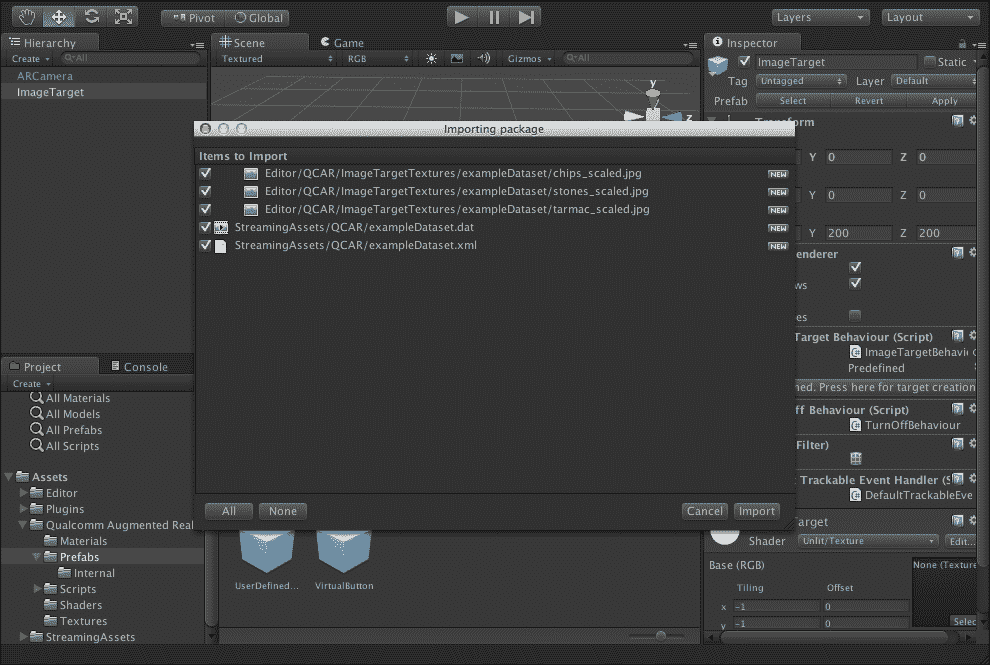 Pivot Global Layers Layout
Hierarchy
Create All
ARCamera
ImageTarget
Scene Game
Textured RGB Gizmos All
y
z
Inspector
ImageTarget Static
Tag Untagged Layer Default
Prefab Select Revert Apply
Transform
Y 0 Z 0
Y 0 Z 0
Y 200 Z 200
enderer
ws
es
Target Behaviour (Script)
ImageTargetBehavio
Predefined
ned. Press here for target creation
ff Behaviour (Script)
TurnOffBehaviour
Filter)
t Trackable Event Handler (S
DefaultTrackableEve
Target
Shader Unlit/Texture Edit...
Base (RGB) None (Texture
Tiling Offset
x -1 0
y -1 0
Selec
Importing package
Items to Import
Editor/QCAR/ImageTargetTextures/exampleDataset/chips_scaled.jpg NEW
Editor/QCAR/ImageTargetTextures/exampleDataset/stones_scaled.jpg NEW
Editor/QCAR/ImageTargetTextures/exampleDataset/tarmac_scaled.jpg NEW
StreamingAssets/QCAR/exampleDataset.dat NEW
StreamingAssets/QCAR/exampleDataset.xml NEW
All None Cancel Import
Project Console
Create
All Materials
All Models
All Prefabs
All Scripts
Assets
Editor
Plugins
Qualcomm Augmented Real
Materials
Prefabs
Internal
Scripts
Shaders
Textures
StreamingAssets
UserDefined... VirtualButton